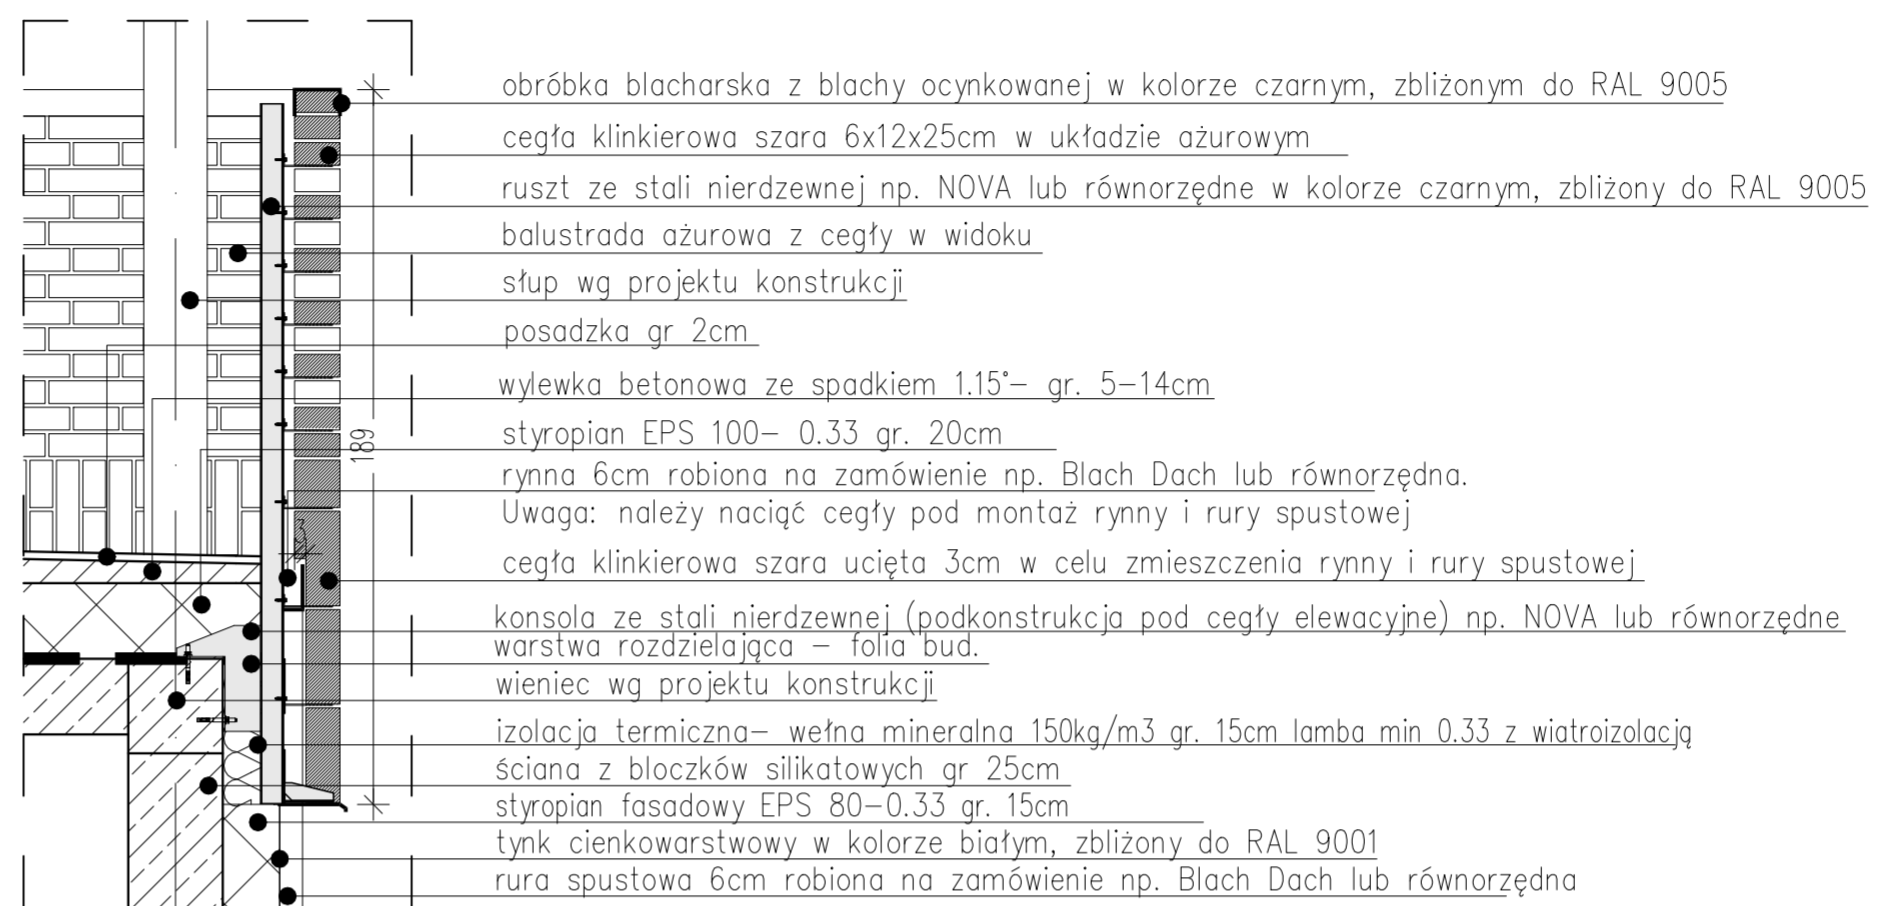 obróbka blacharska z blachy ocynkowanej w kolorze czarnym, zbliżonym do RAL 9005
cegła klinkierowa szara 6x12x25cm w układzie ażurowym
ruszt ze stali nierdzewnej np. NOVA lub równorzędne w kolorze czarnym, zbliżony do RAL 9005
balustrada ażurowa z cegły w widoku
słup wg projektu konstrukcji
posadzka gr 2cm
wylewka betonowa ze spadkiem 1.15°– gr. 5–14cm
189
styropian EPS 100– 0.33 gr. 20cm
rynna 6cm robiona na zamówienie np. Blach Dach lub równorzędna.
Uwaga: należy naciąć cegły pod montaż rynny i rury spustowej
3
cegła klinkierowa szara ucięta 3cm w celu zmieszczenia rynny i rury spustowej
konsola ze stali nierdzewnej (podkonstrukcja pod cegły elewacyjne) np. NOVA lub równorzędne
warstwa rozdzielająca – folia bud.
wieniec wg projektu konstrukcji
izolacja termiczna– wełna mineralna 150kg/m3 gr. 15cm lamba min 0.33 z wiatroizolacją
ściana z bloczków silikatowych gr 25cm
styropian fasadowy EPS 80–0.33 gr. 15cm
tynk cienkowarstwowy w kolorze białym, zbliżony do RAL 9001
rura spustowa 6cm robiona na zamówienie np. Blach Dach lub równorzędna